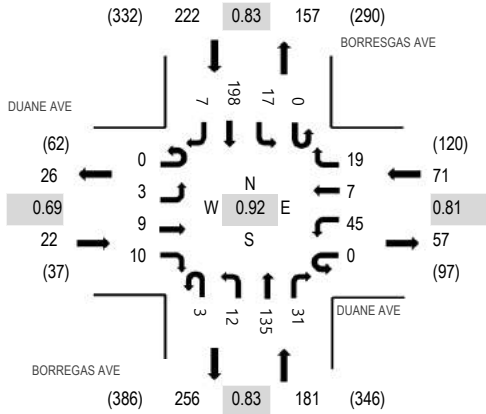 (332) 222 0.83 157 (290)
BORRESGAS AVE
7 198 17 0
DUANE AVE
(62) (120)
0 19
26 71
3 N 7
0.69 W 0.92 E 0.81
9 S 45
22 57
10 0
(37) (97)
3 12 135 31
DUANE AVE
BORREGAS AVE
(386) 256 0.83 181 (346)